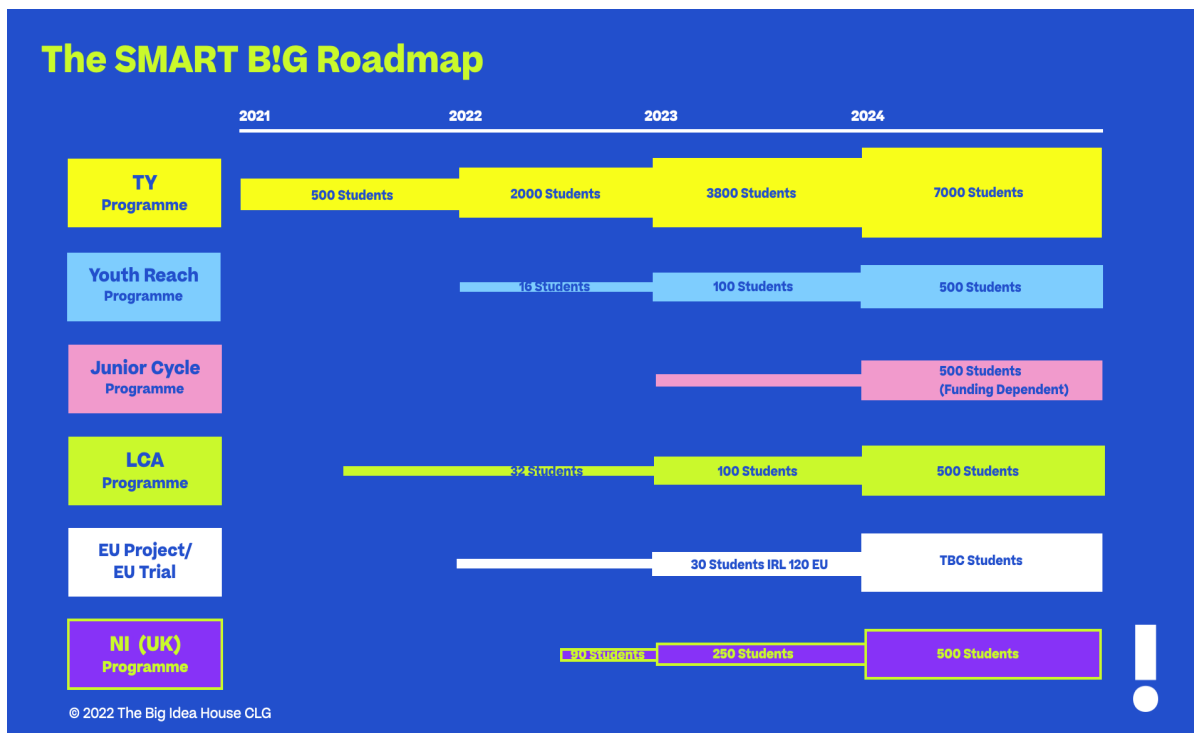 The SMART B!G Roadmap
2021 2022 2023 2024
TY
Programme
500 Students 2000 Students 3800 Students 7000 Students
Youth Reach
Programme
16 Students 100 Students 500 Students
Junior Cycle
Programme
500 Students
(Funding Dependent)
LCA
Programme
32 Students 100 Students 500 Students
EU Project/
EU Trial
30 Students IRL 120 EU TBC Students
NI (UK)
Programme
90 Students 250 Students 500 Students
© 2022 The Big Idea House CLG
!